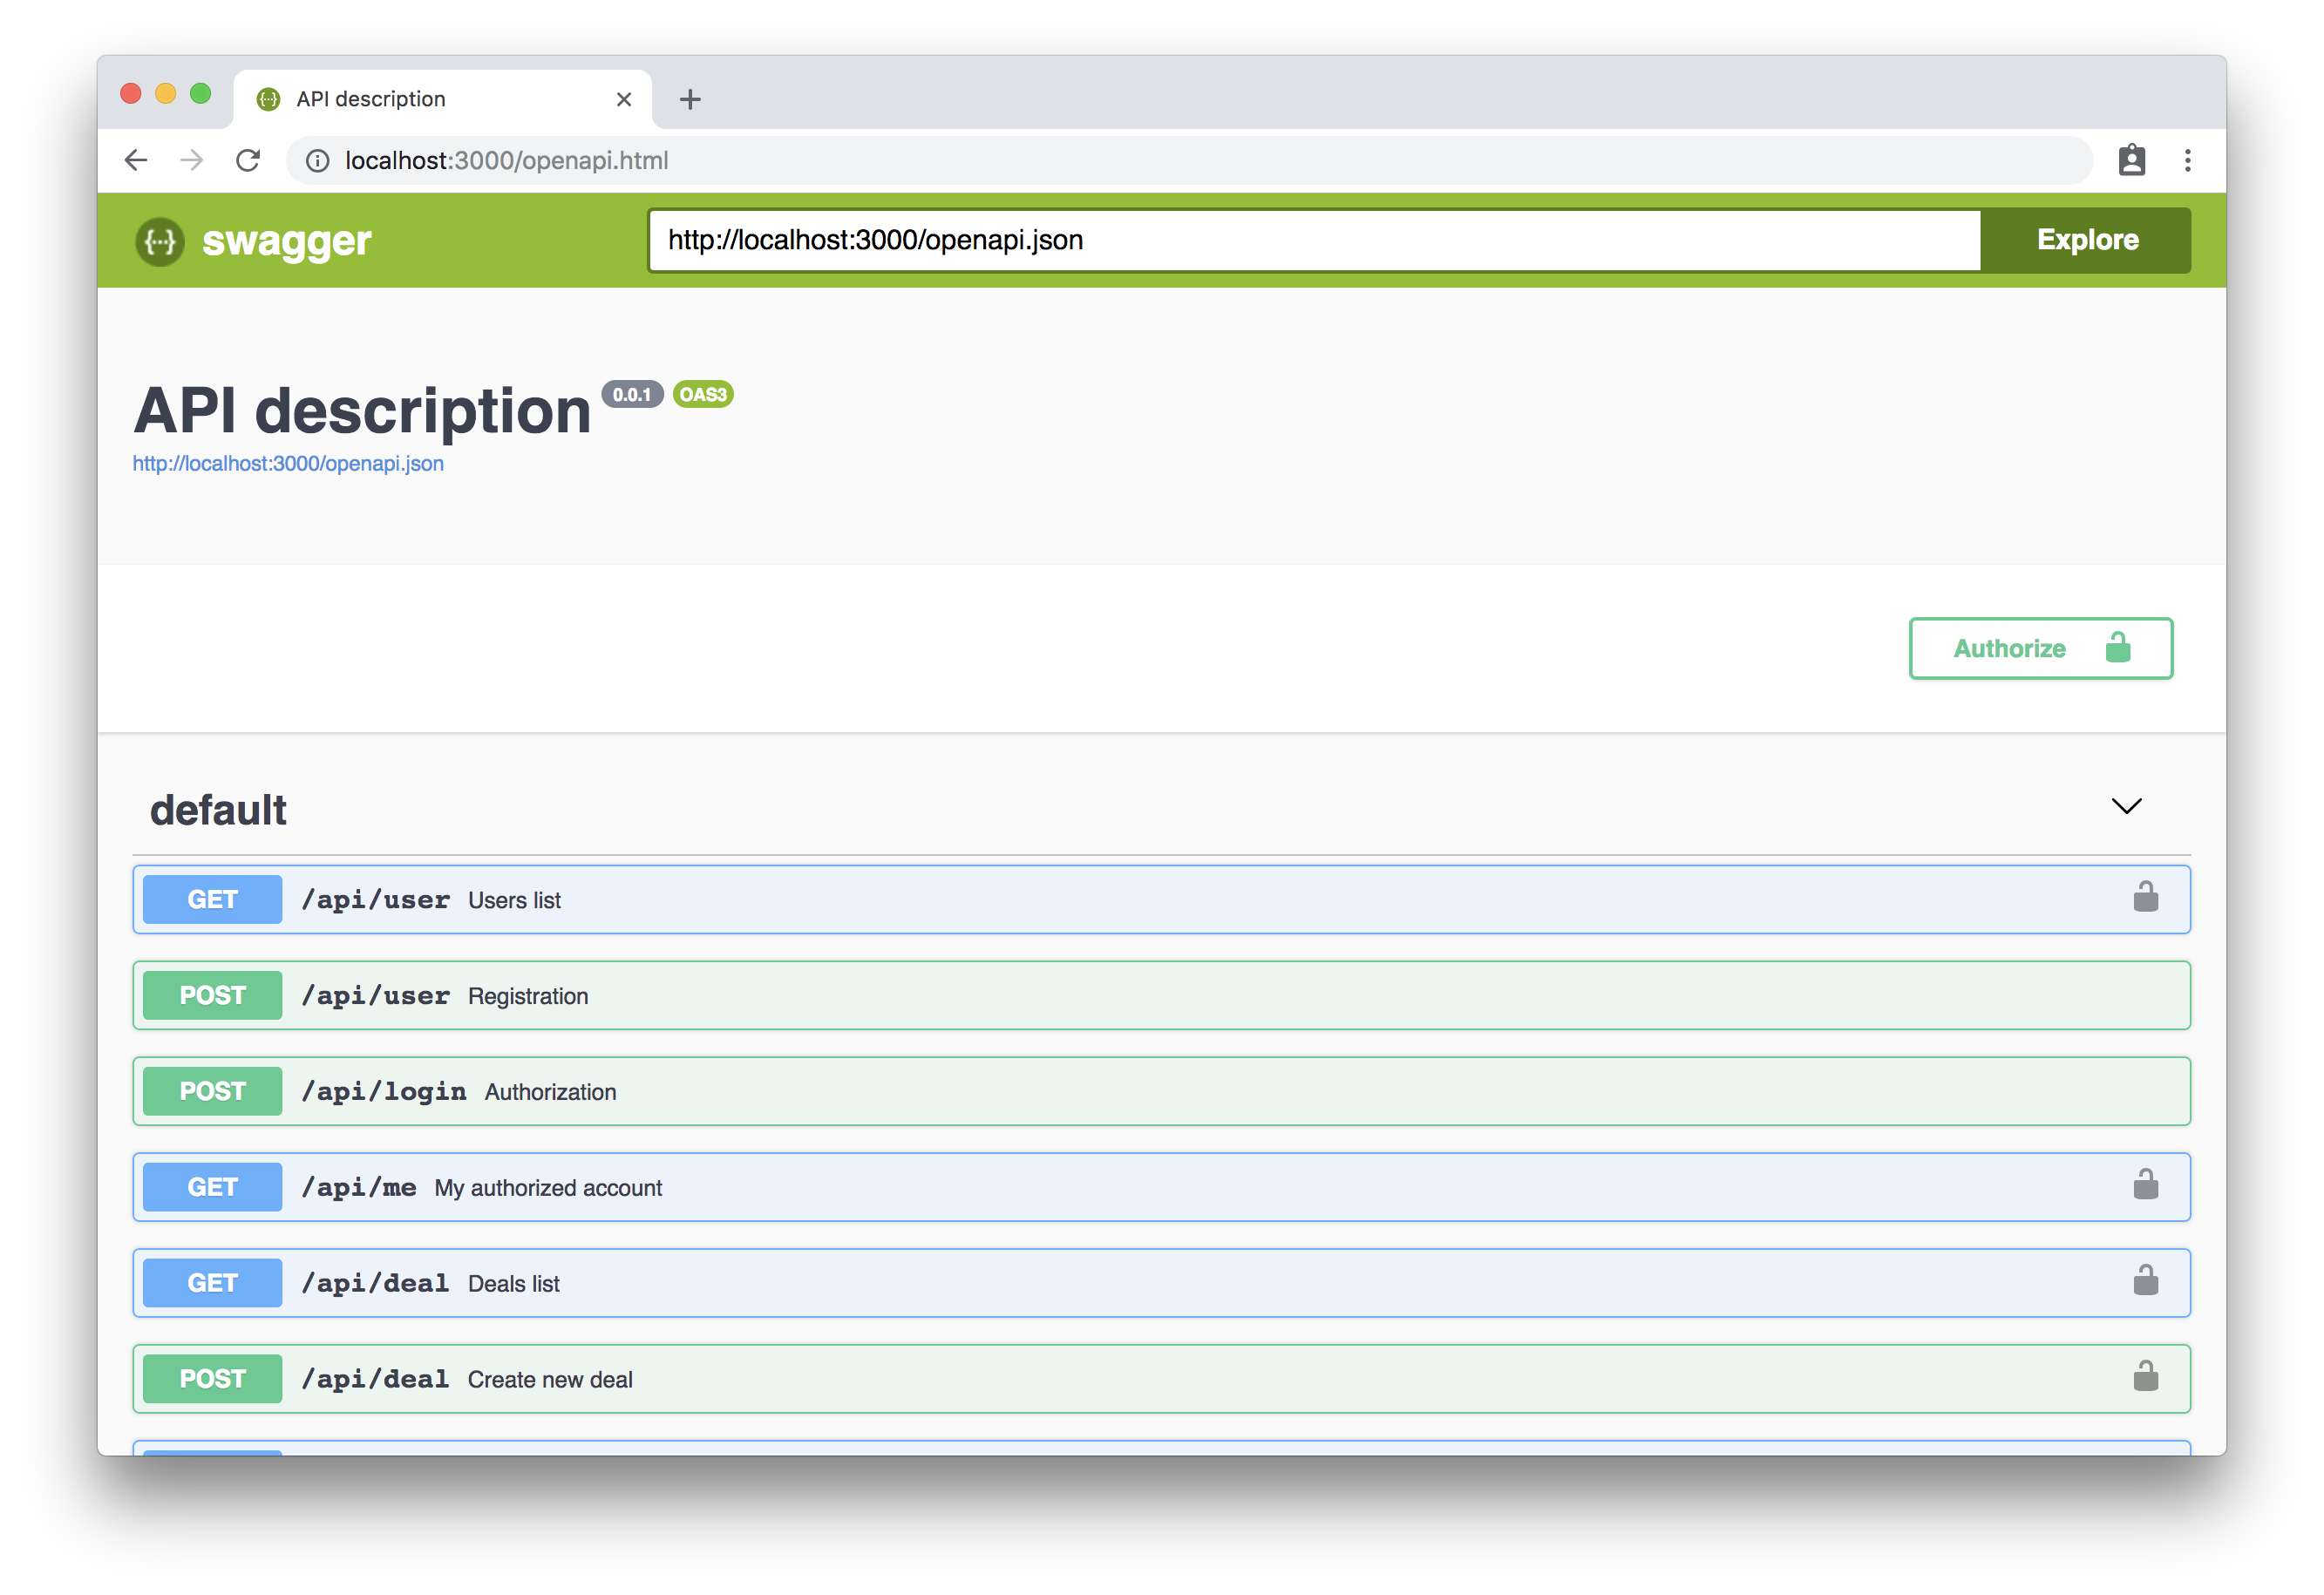 API description
localhost:3000/openapi.html
swagger
http://localhost:3000/openapi.json
Explore
API description 0.0.1 OAS3
http://localhost:3000/openapi.json
Authorize
default
GET /api/user Users list
POST /api/user Registration
POST /api/login Authorization
GET /api/me My authorized account
GET /api/deal Deals list
POST /api/deal Create new deal